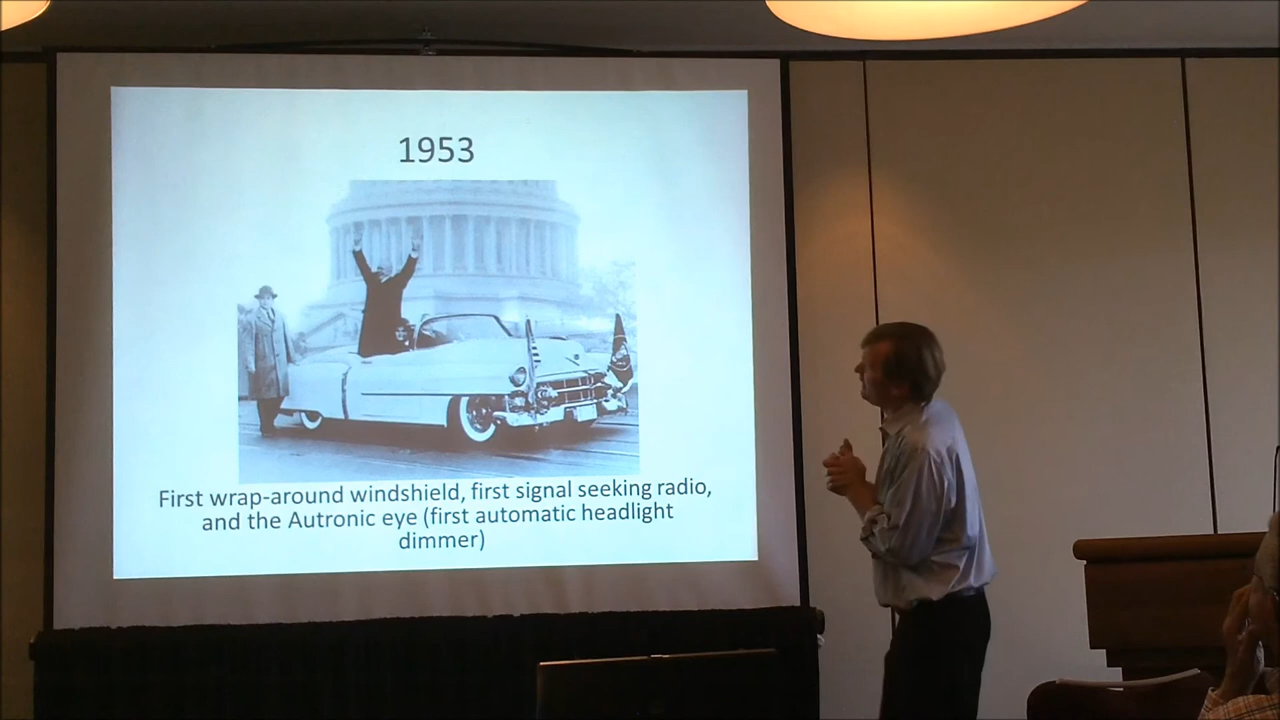 1953
First wrap-around windshield, first signal seeking radio,
and the Autronic eye (first automatic headlight
dimmer)